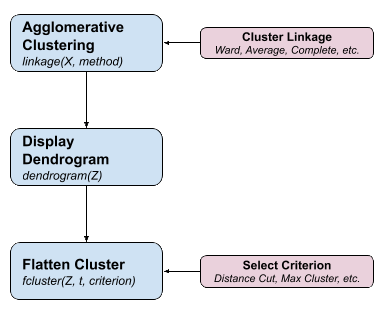 Agglomerative
Clustering
linkage(X, method)
Cluster Linkage
Ward, Average, Complete, etc.
Display
Dendrogram
dendrogram(Z)
Flatten Cluster
fcluster(Z, t, criterion)
Select Criterion
Distance Cut, Max Cluster, etc.